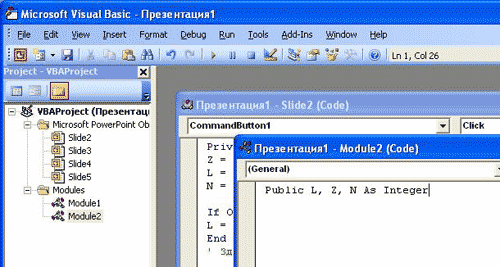 Microsoft Visual Basic - Презентация1
File Edit View Insert Format Debug Run Tools Add-Ins Window Help
Ln 1, Col 26
Project - VBAProject
VBAProject (Презентаци
Microsoft PowerPoint Ob
Slide2
Slide3
Slide4
Slide5
Modules
Module1
Module2
Презентация1 - Slide2 (Code)
CommandButton1
Click
Priv
Z =
L =
N =
If O
L =
End
Презентация1 - Module2 (Code)
(General)
Public L, Z, N As Integer